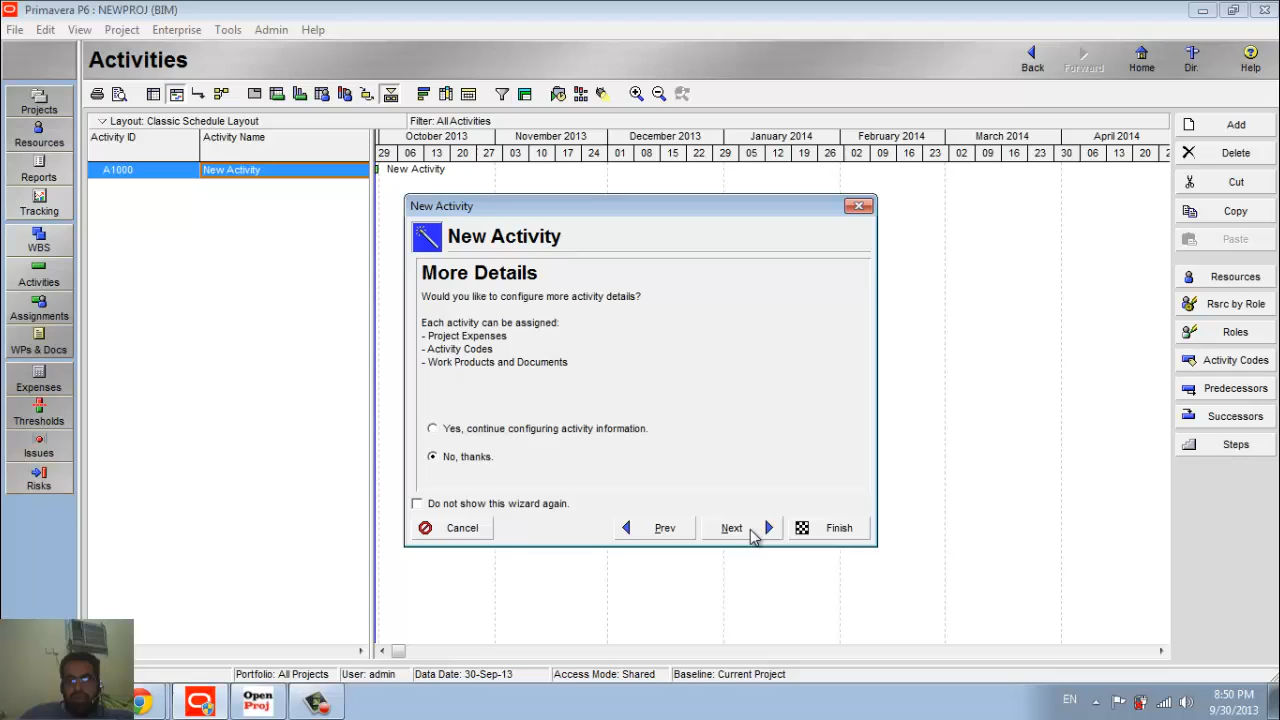 Primavera P6 : NEWPROJ (BIM)
File Edit View Project Enterprise Tools Admin Help
Activities
Back Forward Home Dir. Help
Projects
Resources
Reports
Tracking
WBS
Activities
Assignments
WPs & Docs
Expenses
Thresholds
Issues
Risks
Layout: Classic Schedule Layout Filter: All Activities
Activity ID Activity Name
October 2013 November 2013 December 2013 January 2014 February 2014 March 2014 April 2014
29 06 13 20 27 03 10 17 24 01 08 15 22 29 05 12 19 26 02 09 16 23 02 09 16 23 30 06 13 20 2
A1000 New Activity New Activity
New Activity
New Activity
More Details
Would you like to configure more activity details?
Each activity can be assigned:
- Project Expenses
- Activity Codes
- Work Products and Documents
Yes, continue configuring activity information.
No, thanks.
Do not show this wizard again.
Cancel Prev Next Finish
Add
Delete
Cut
Copy
Paste
Resources
Rsrc by Role
Roles
Activity Codes
Predecessors
Successors
Steps
Portfolio: All Projects User: admin Data Date: 30-Sep-13 Access Mode: Shared Baseline: Current Project
Open
Proj
EN
8:50 PM
9/30/2013